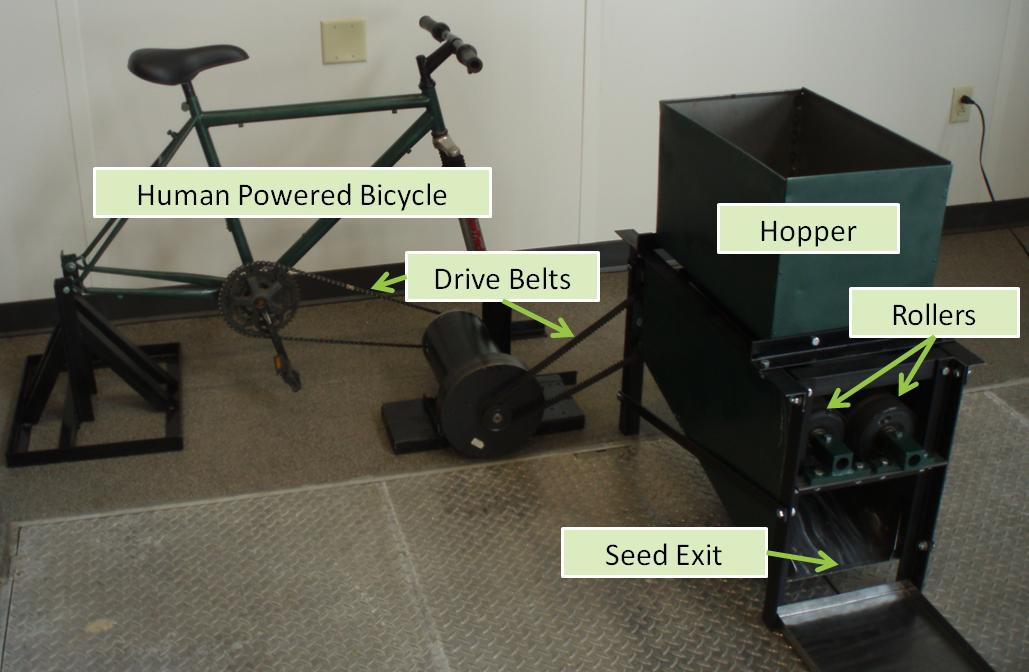 Human Powered Bicycle
Hopper
Drive Belts
Rollers
Seed Exit